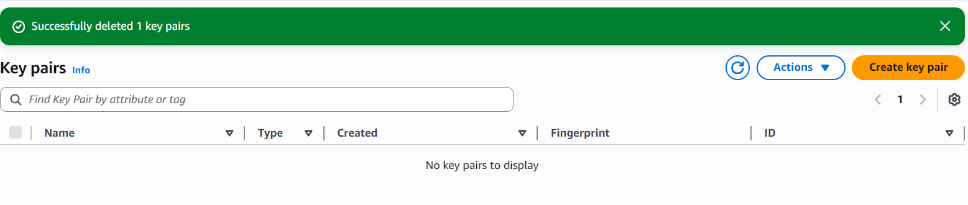 Successfully deleted 1 key pairs
Key pairs Info Actions Create key pair
Find Key Pair by attribute or tag 1
Name Type Created Fingerprint ID
No key pairs to display